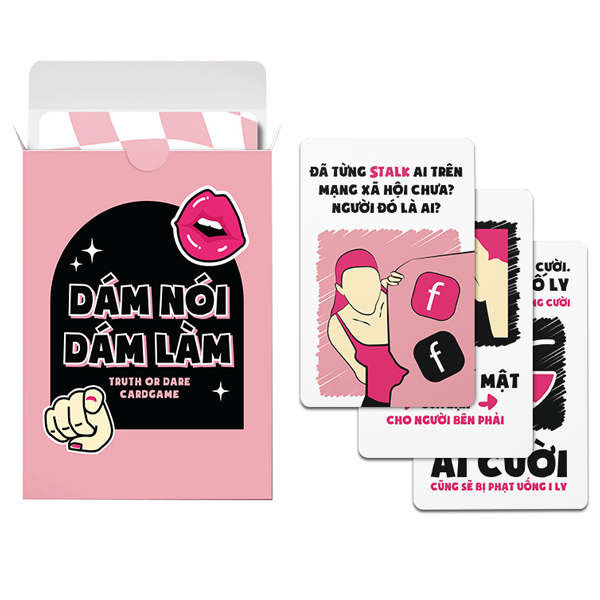 DÁM NÓI
DÁM LÀM
TRUTH OR DARE
CARDGAME
ĐÃ TỪNG STALK AI TRÊN
MẠNG XÃ HỘI CHƯA?
NGƯỜI ĐÓ LÀ AI?
f
f
MẬT
CHO NGƯỜI BÊN PHẢI
CƯỜI.
LY
CƯỜI
AI CƯỜI
CŨNG SẼ BỊ PHẠT UỐNG 1 LY